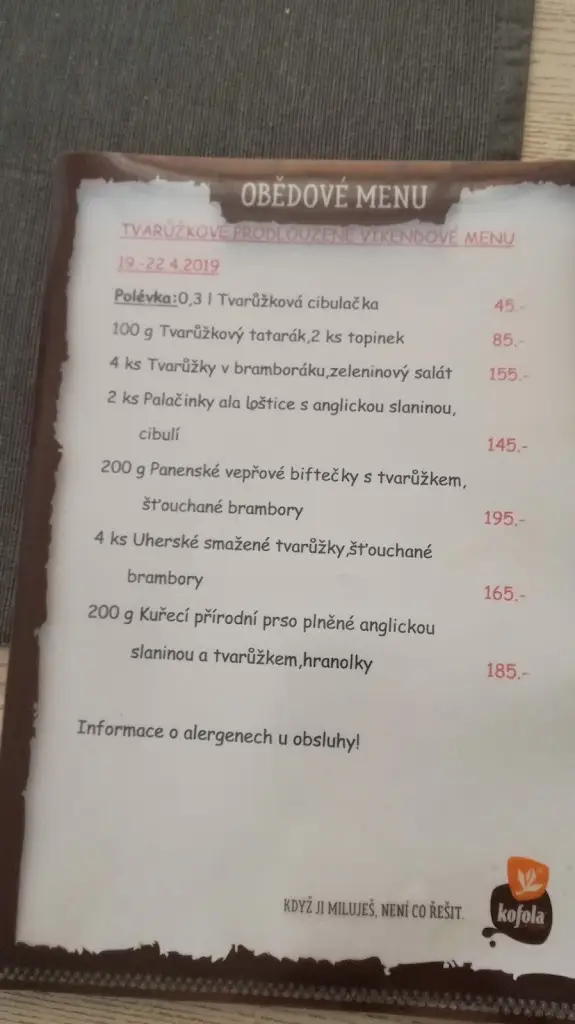 OBĚDOVÉ MENU
TVARŮŽKOVÉ PRODLOUŽENÉ VÍKENDOVÉ MENU
19.-22.4.2019
Polévka:0,3 l Tvarůžková cibulačka 45.-
100 g Tvarůžkový tatarák,2 ks topinek 85.-
4 ks Tvarůžky v bramboráku,zeleninový salát 155.-
2 ks Palačinky ala loštice s anglickou slaninou,
cibulí 145.-
200 g Panenské vepřové biftečky s tvarůžkem,
šťouchané brambory 195.-
4 ks Uherské smažené tvarůžky,šťouchané
brambory 165.-
200 g Kuřecí přírodní prso plněné anglickou
slaninou a tvarůžkem,hranolky 185.-
Informace o alergenech u obsluhy!
KDYŽ JI MILUJEŠ, NENÍ CO ŘEŠIT.
kofola